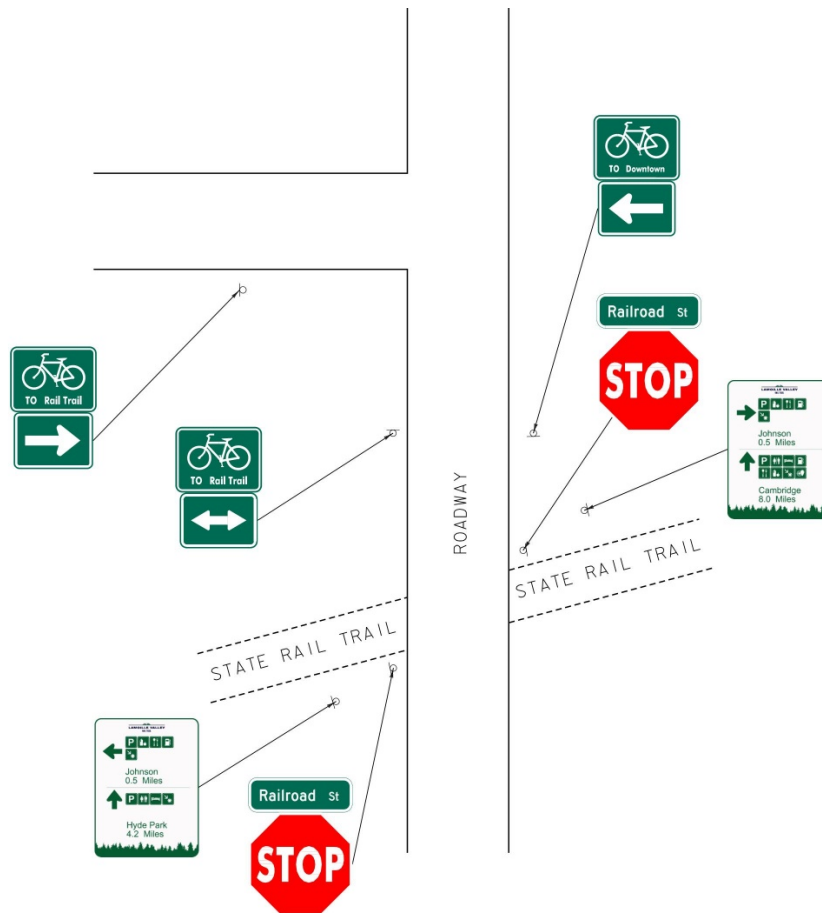 TO Downtown
Railroad St
STOP
TO Rail Trail
P
Johnson
0.5 Miles
P
Cambridge
8.0 Miles
TO Rail Trail
ROADWAY
STATE RAIL TRAIL
STATE RAIL TRAIL
LAMOILLE VALLEY
P
Johnson
0.5 Miles
P
Hyde Park
4.2 Miles
Railroad St
STOP